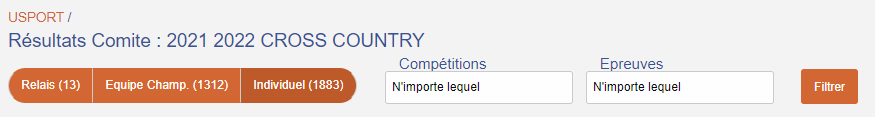 USPORT /
Résultats Comite : 2021 2022 CROSS COUNTRY
Compétitions Epreuves
Relais (13) Equipe Champ. (1312) Individuel (1883) N'importe lequel N'importe lequel Filtrer